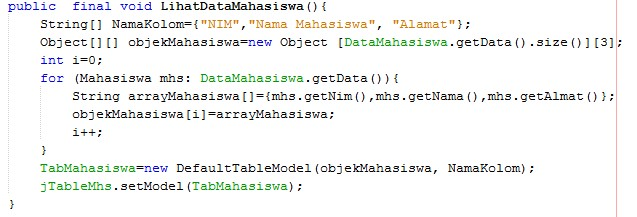 public  final void LihatDataMahasiswa(){
String[] NamaKolom={"NIM","Nama Mahasiswa", "Alamat"};
Object[][] objekMahasiswa=new Object [DataMahasiswa.getData().size()][3];
int i=0;
for (Mahasiswa mhs: DataMahasiswa.getData()){
String arrayMahasiswa[]={mhs.getNim(),mhs.getNama(),mhs.getAlmat()};
objekMahasiswa[i]=arrayMahasiswa;
i++;
}
TabMahasiswa=new DefaultTableModel(objekMahasiswa, NamaKolom);
jTableMhs.setModel(TabMahasiswa);
}